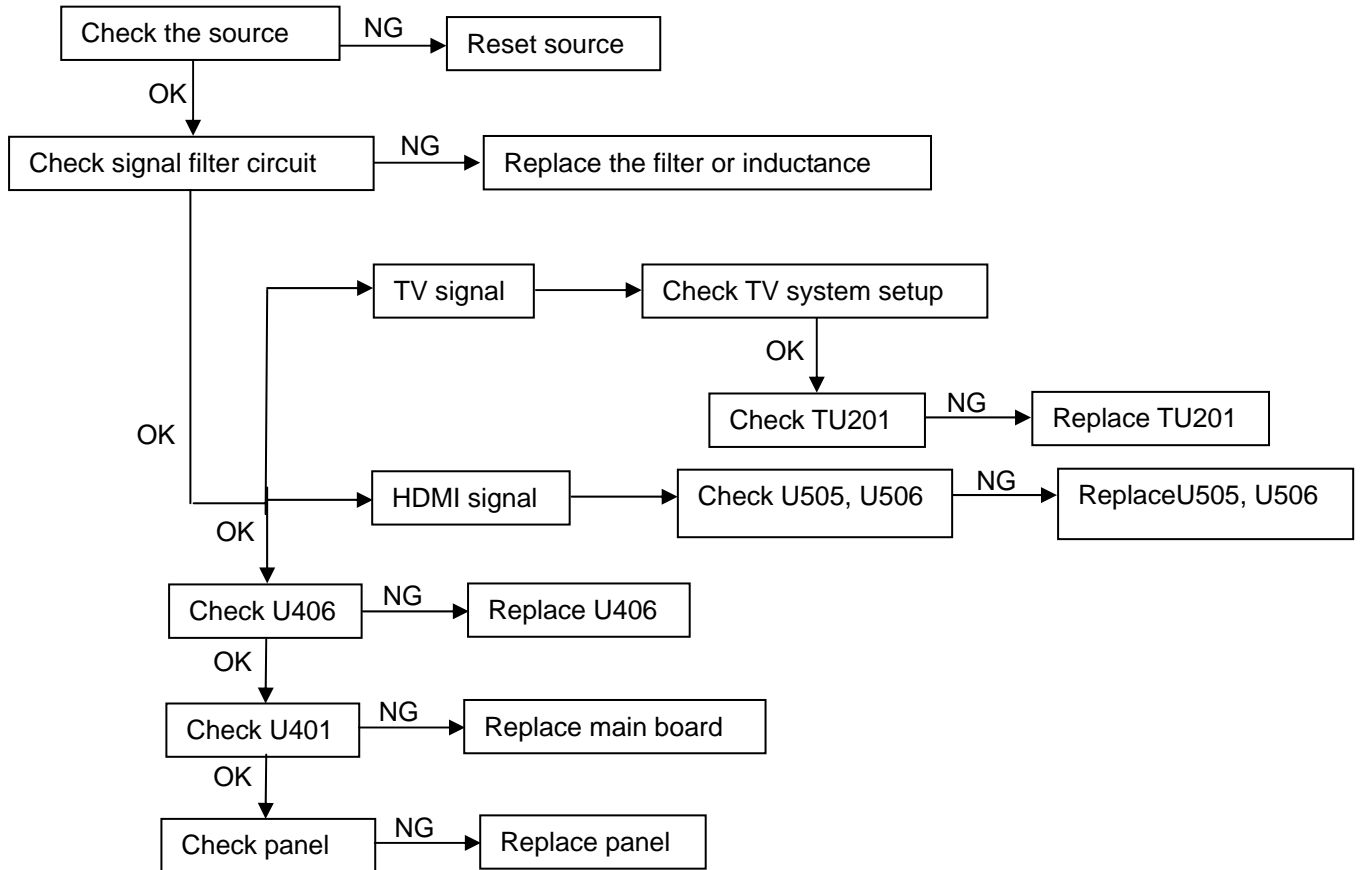 Check the source
NG
Reset source
OK
Check signal filter circuit
NG
Replace the filter or inductance
TV signal
Check TV system setup
OK
OK
Check TU201
NG
Replace TU201
HDMI signal
Check U505, U506
NG
ReplaceU505, U506
OK
Check U406
NG
Replace U406
OK
Check U401
NG
Replace main board
OK
Check panel
NG
Replace panel